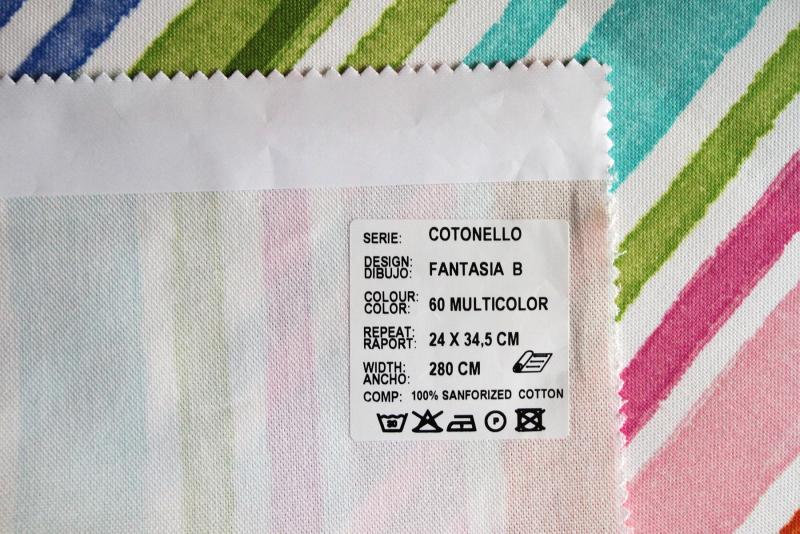 SERIE: COTONELLO
DESIGN:
DIBUJO: FANTASIA B
COLOUR:
COLOR: 60 MULTICOLOR
REPEAT:
RAPORT: 24 X 34,5 CM
WIDTH:
ANCHO: 280 CM
COMP: 100% SANFORIZED COTTON
30 P